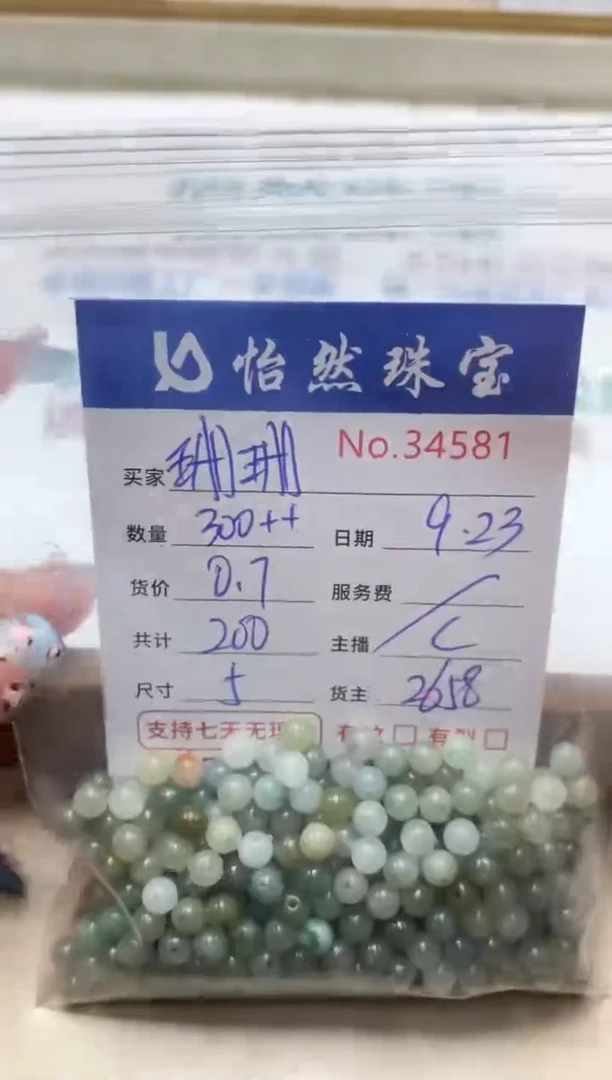 怡然珠宝
No.34581
买家 珊珊
数量 300++ 日期 9.23
货价 0.7 服务费 /
共计 200 主播 C
尺寸 5 货主 2658
支持七天无理